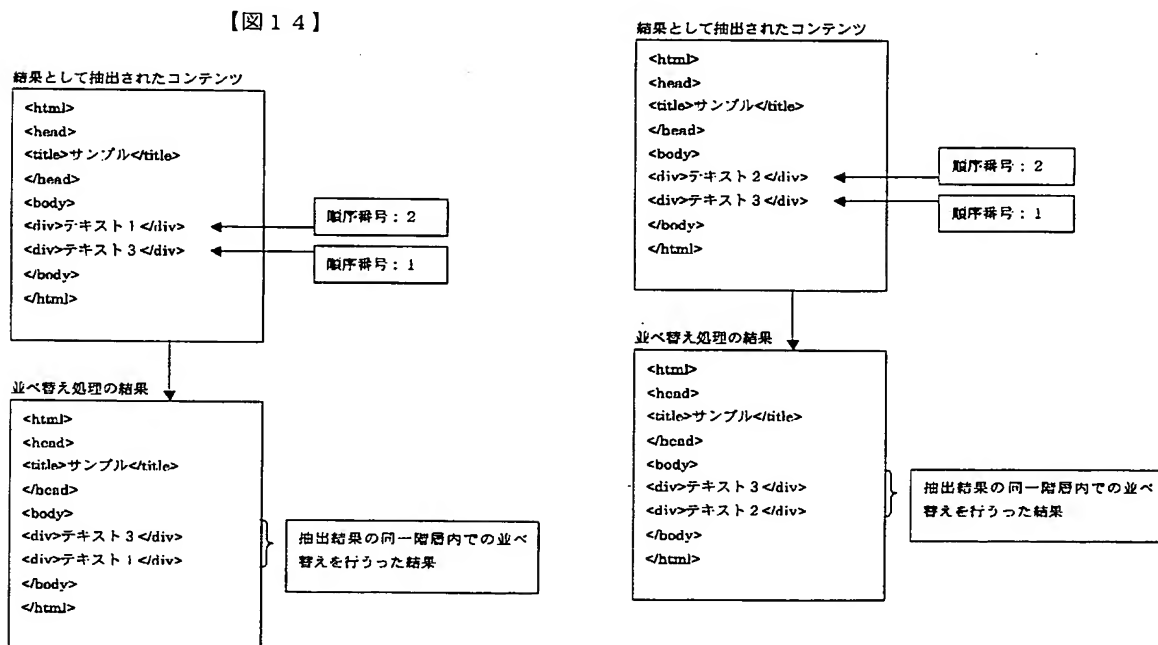 【図14】
結果として抽出されたコンテンツ
<html>
<head>
<title>サンプル</title>
</head>
<body>
<div>テキスト1</div>
<div>テキスト3</div>
</body>
</html>
順序番号：2
順序番号：1
並べ替え処理の結果
<html>
<head>
<title>サンプル</title>
</head>
<body>
<div>テキスト3</div>
<div>テキスト1</div>
</body>
</html>
抽出結果の同一階層内での並べ
替えを行うった結果
結果として抽出されたコンテンツ
<html>
<head>
<title>サンプル</title>
</head>
<body>
<div>テキスト2</div>
<div>テキスト3</div>
</body>
</html>
順序番号：2
順序番号：1
並べ替え処理の結果
<html>
<head>
<title>サンプル</title>
</head>
<body>
<div>テキスト3</div>
<div>テキスト2</div>
</body>
</html>
抽出結果の同一階層内での並べ
替えを行うった結果